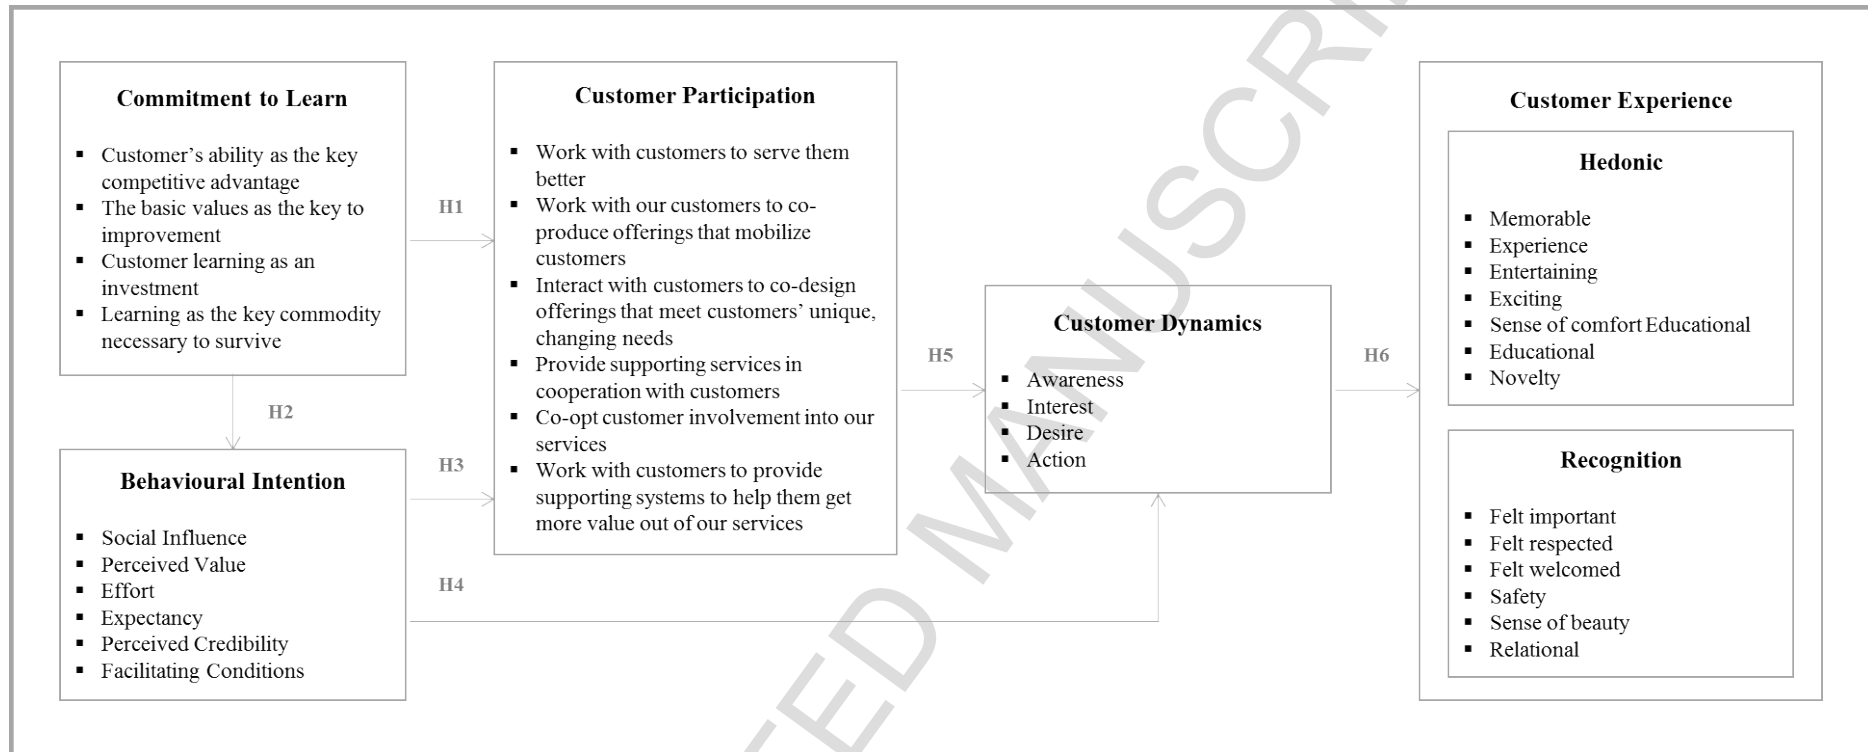 Commitment to Learn
▪ Customer’s ability as the key
competitive advantage
▪ The basic values as the key to
improvement
▪ Customer learning as an
investment
▪ Learning as the key commodity
necessary to survive
H1
H2
Behavioural Intention
▪ Social Influence
▪ Perceived Value
▪ Effort
▪ Expectancy
▪ Perceived Credibility
▪ Facilitating Conditions
H3
H4
Customer Participation
▪ Work with customers to serve them
better
▪ Work with our customers to co-
produce offerings that mobilize
customers
▪ Interact with customers to co-design
offerings that meet customers’ unique,
changing needs
▪ Provide supporting services in
cooperation with customers
▪ Co-opt customer involvement into our
services
▪ Work with customers to provide
supporting systems to help them get
more value out of our services
H5
Customer Dynamics
▪ Awareness
▪ Interest
▪ Desire
▪ Action
H6
Customer Experience
Hedonic
▪ Memorable
▪ Experience
▪ Entertaining
▪ Exciting
▪ Sense of comfort Educational
▪ Educational
▪ Novelty
Recognition
▪ Felt important
▪ Felt respected
▪ Felt welcomed
▪ Safety
▪ Sense of beauty
▪ Relational
TED MANUSCRI